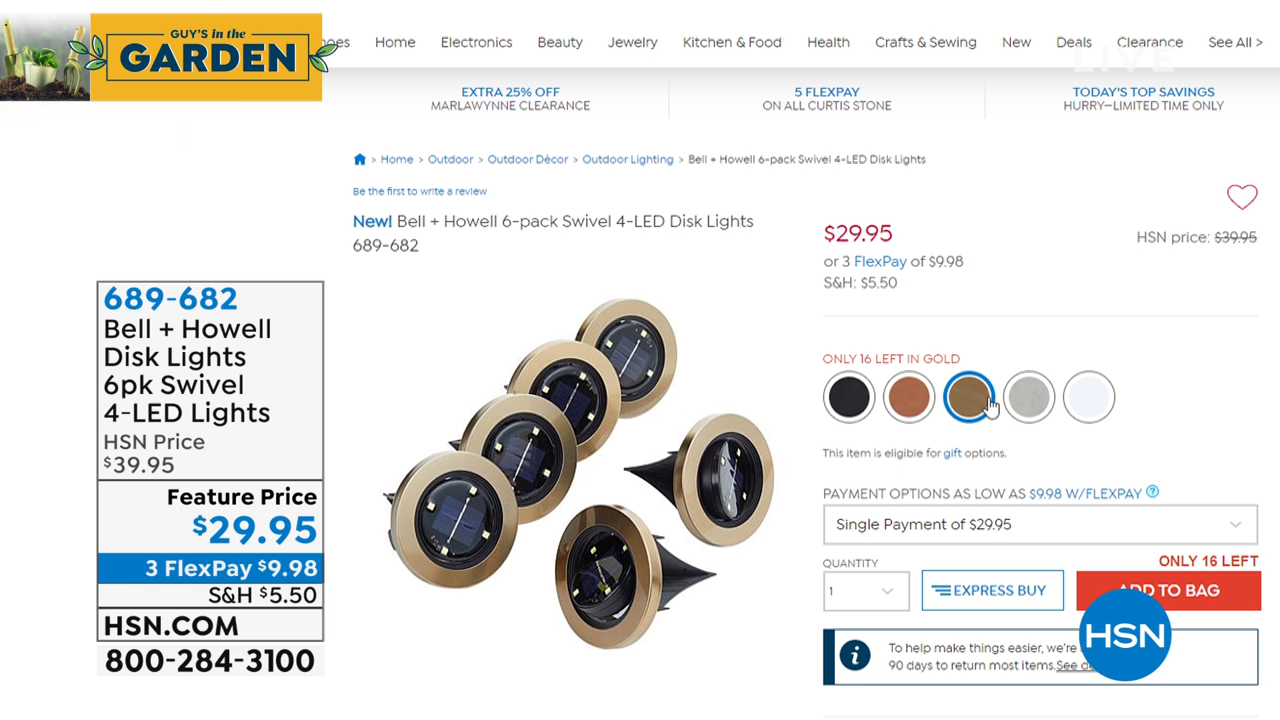 GUY'S in the
GARDEN
Home
Electronics
Beauty
Jewelry
Kitchen & Food
Health
Crafts & Sewing
New
Deals
Clearance
See All >
LIVE
EXTRA 25% OFF
MARLAWYNNE CLEARANCE
5 FLEXPAY
ON ALL CURTIS STONE
TODAY'S TOP SAVINGS
HURRY–LIMITED TIME ONLY
> Home > Outdoor > Outdoor Décor > Outdoor Lighting > Bell + Howell 6-pack Swivel 4-LED Disk Lights
Be the first to write a review
New! Bell + Howell 6-pack Swivel 4-LED Disk Lights
689-682
$29.95
HSN price: $39.95
or 3 FlexPay of $9.98
S&H: $5.50
689-682
Bell + Howell
Disk Lights
6pk Swivel
4-LED Lights
HSN Price
$39.95
Feature Price
$29.95
3 FlexPay $9.98
S&H $5.50
HSN.COM
800-284-3100
ONLY 16 LEFT IN GOLD
This item is eligible for gift options.
PAYMENT OPTIONS AS LOW AS $9.98 W/FLEXPAY ?
Single Payment of $29.95
QUANTITY
ONLY 16 LEFT
1
EXPRESS BUY
ADD TO BAG
HSN
i
To help make things easier, we're
90 days to return most items. See